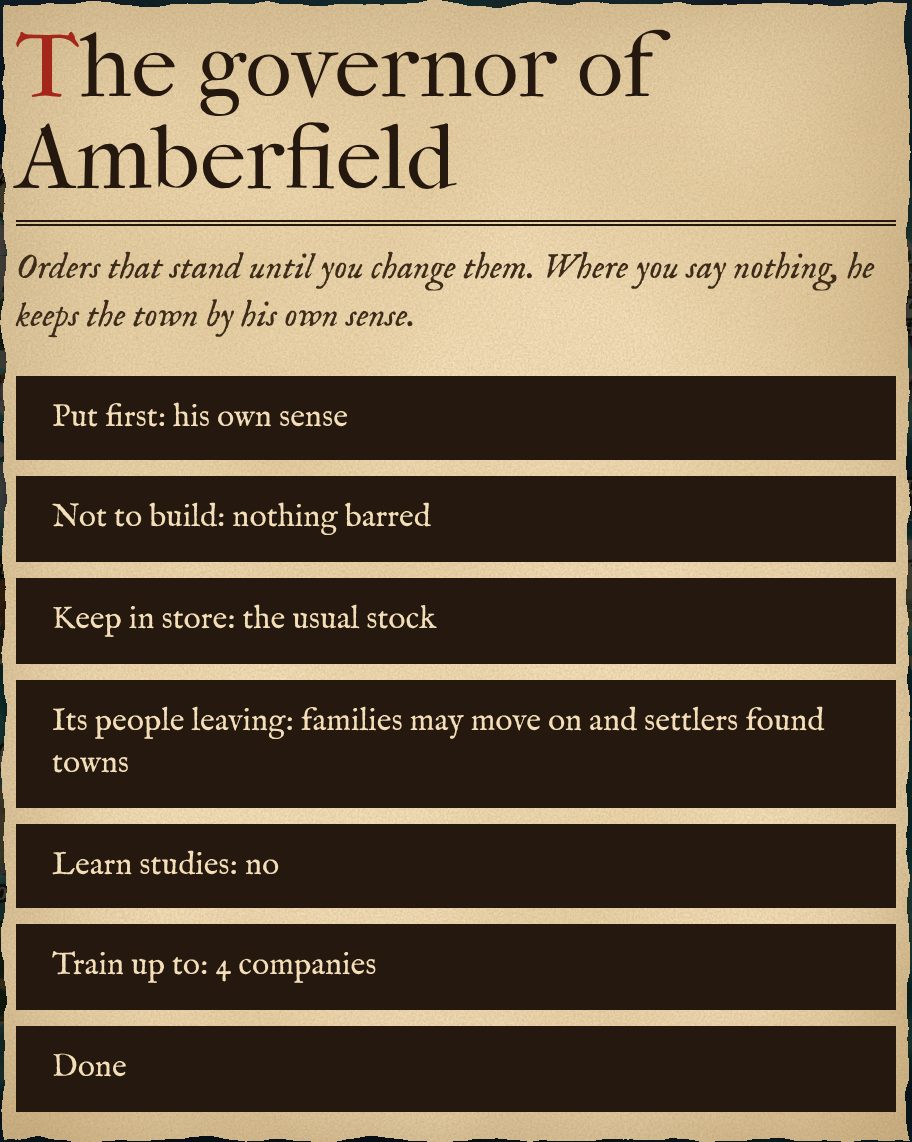 The governor of
Amberfield
Orders that stand until you change them. Where you say nothing, he
keeps the town by his own sense.
Put first: his own sense
Not to build: nothing barred
Keep in store: the usual stock
Its people leaving: families may move on and settlers found
towns
Learn studies: no
Train up to: 4 companies
Done